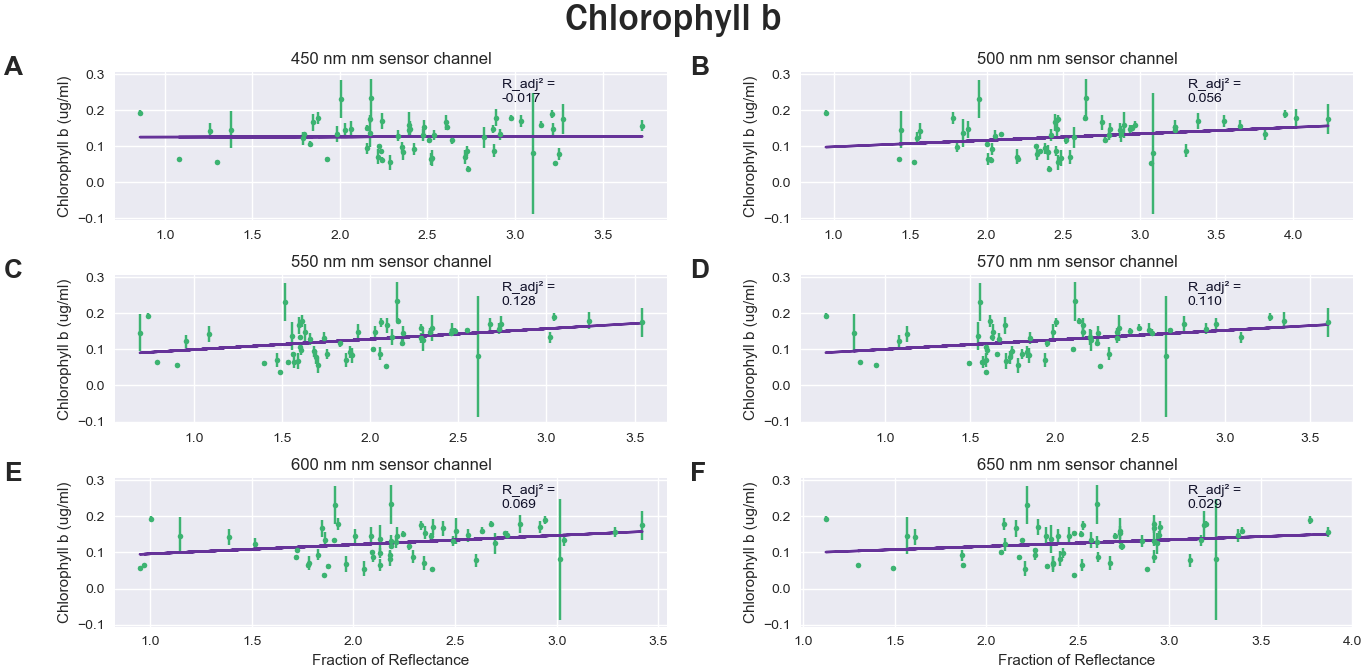 Chlorophyll b
A
450 nm nm sensor channel
Chlorophyll b (ug/ml)
0.3
0.2
0.1
0.0
−0.1
R_adj² =
-0.017
1.0 1.5 2.0 2.5 3.0 3.5
B
500 nm nm sensor channel
Chlorophyll b (ug/ml)
0.3
0.2
0.1
0.0
−0.1
R_adj² =
0.056
1.0 1.5 2.0 2.5 3.0 3.5 4.0
C
550 nm nm sensor channel
Chlorophyll b (ug/ml)
0.3
0.2
0.1
0.0
−0.1
R_adj² =
0.128
1.0 1.5 2.0 2.5 3.0 3.5
D
570 nm nm sensor channel
Chlorophyll b (ug/ml)
0.3
0.2
0.1
0.0
−0.1
R_adj² =
0.110
1.0 1.5 2.0 2.5 3.0 3.5
E
600 nm nm sensor channel
Chlorophyll b (ug/ml)
0.3
0.2
0.1
0.0
−0.1
R_adj² =
0.069
1.0 1.5 2.0 2.5 3.0 3.5
Fraction of Reflectance
F
650 nm nm sensor channel
Chlorophyll b (ug/ml)
0.3
0.2
0.1
0.0
−0.1
R_adj² =
0.029
1.0 1.5 2.0 2.5 3.0 3.5 4.0
Fraction of Reflectance